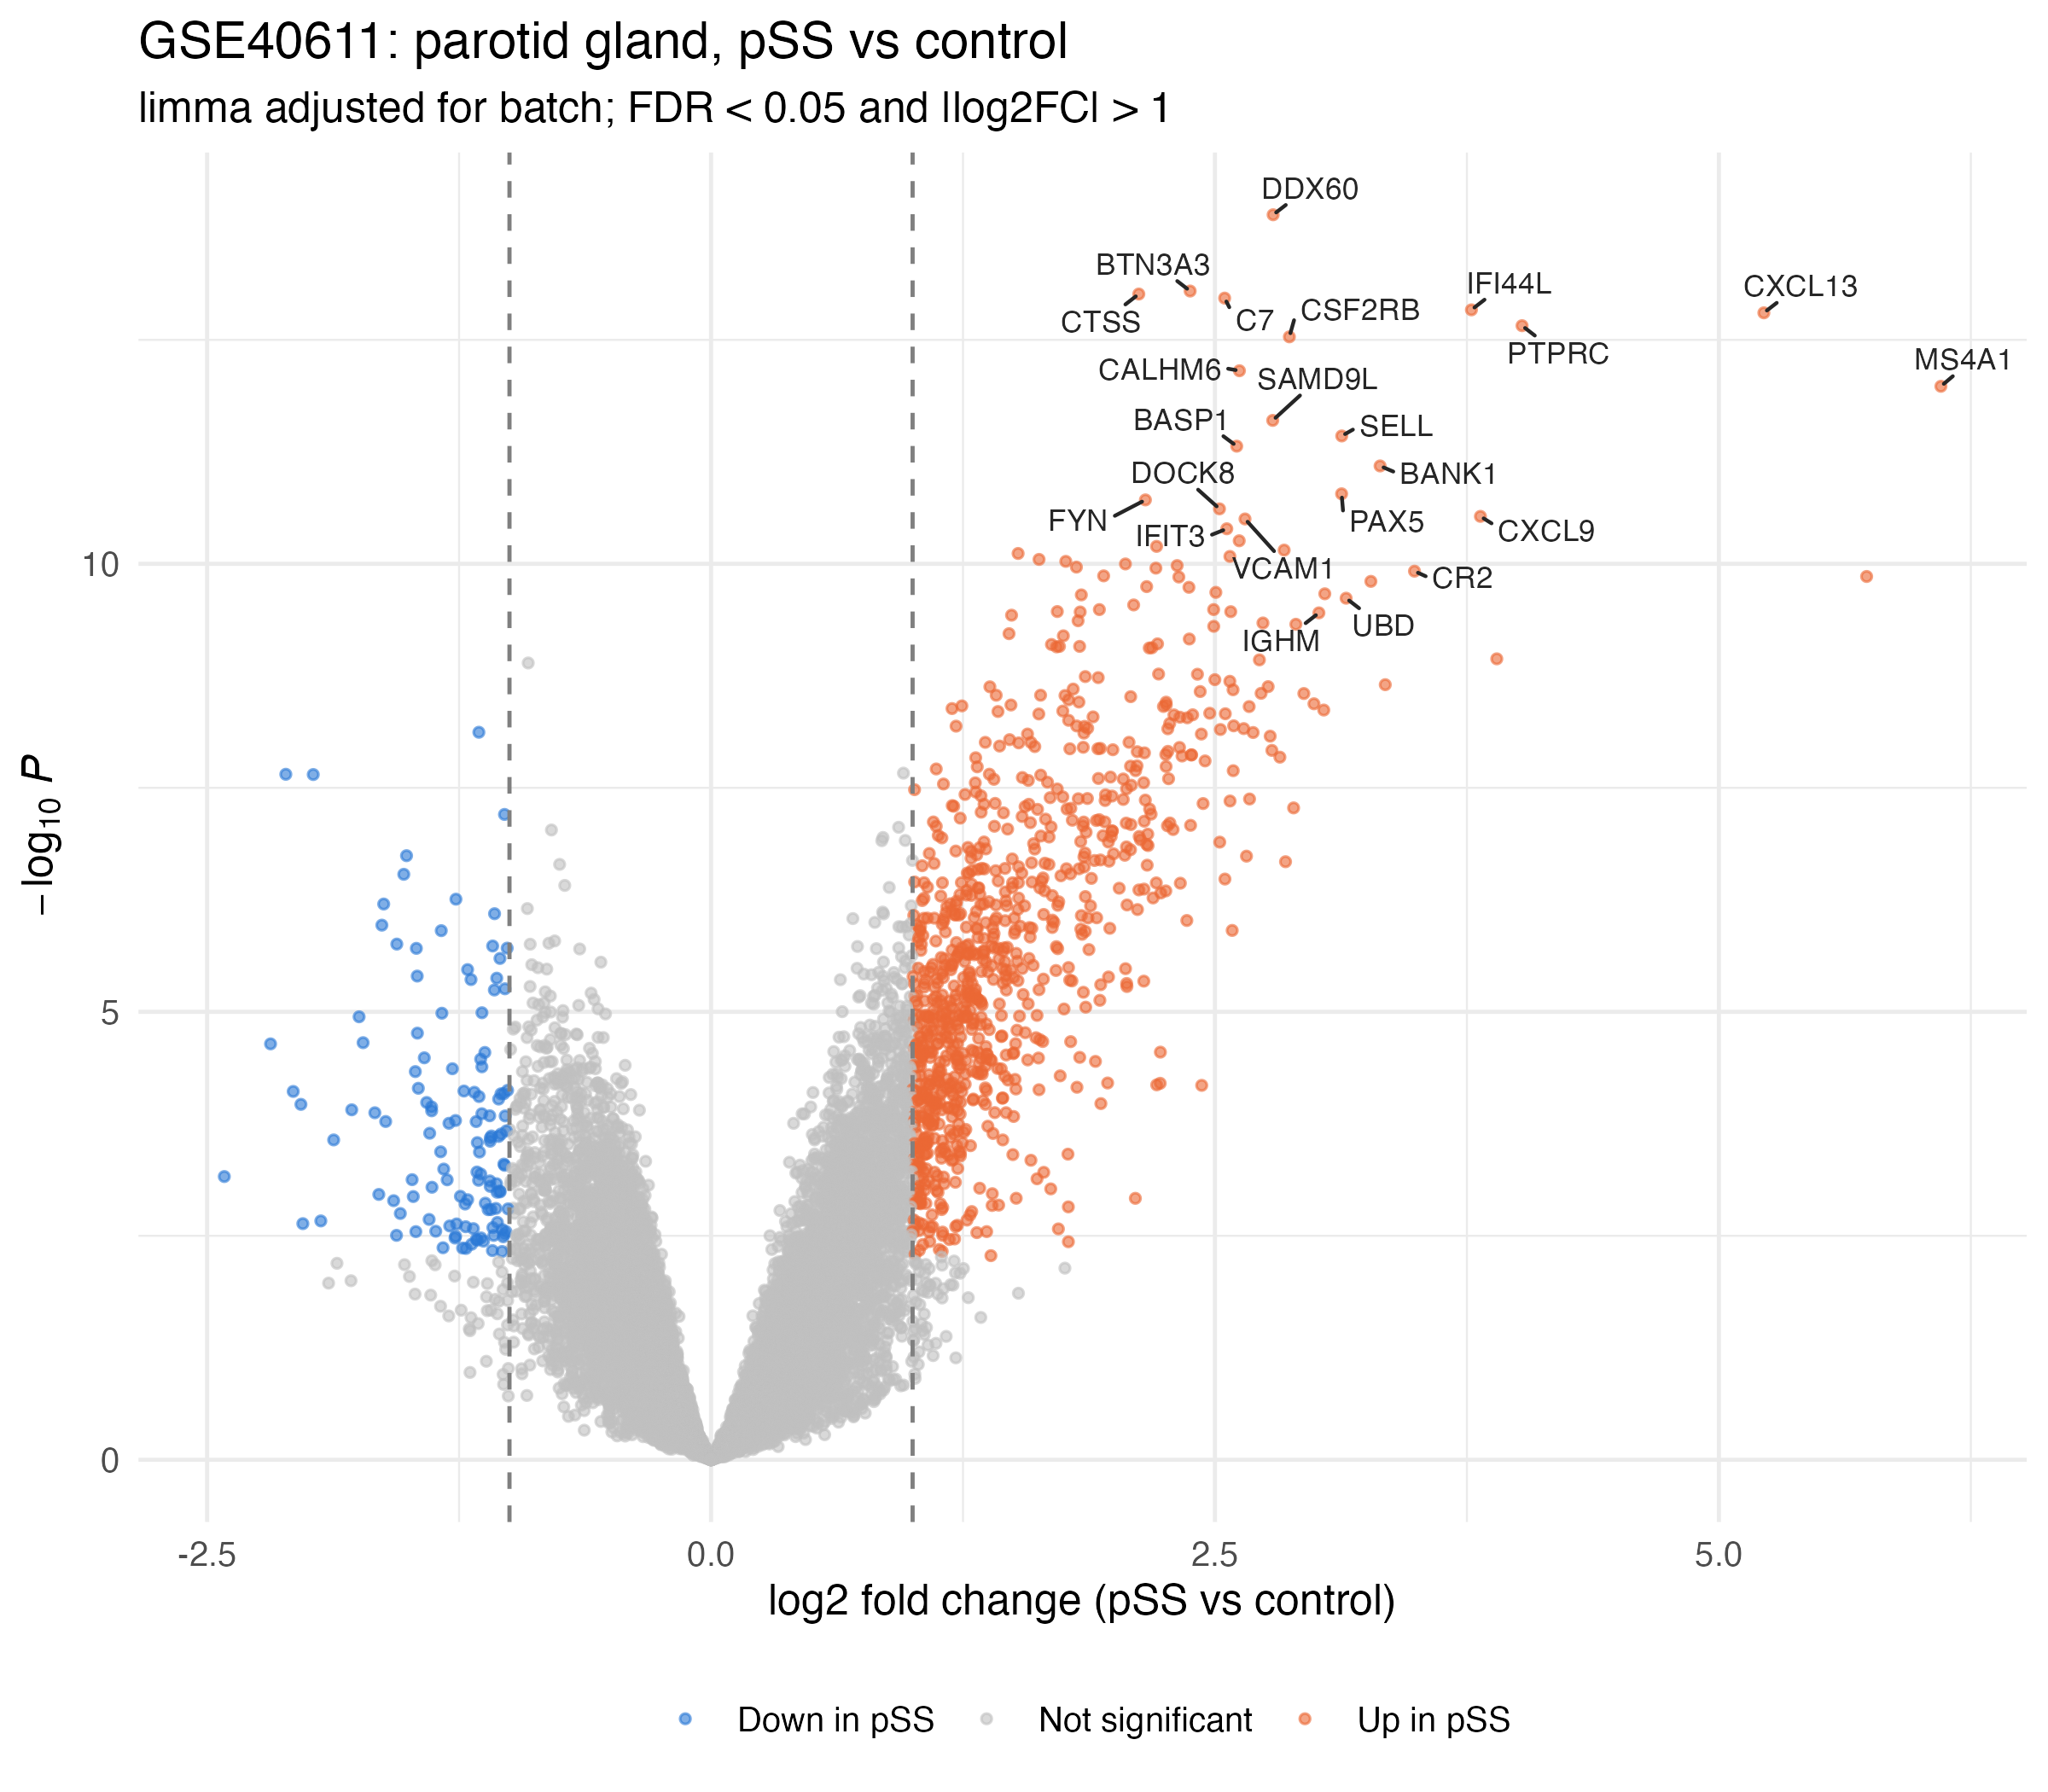 GSE40611: parotid gland, pSS vs control
limma adjusted for batch; FDR < 0.05 and |log2FC| > 1
DDX60
BTN3A3
IFI44L
CXCL13
CTSS
C7
CSF2RB
PTPRC
MS4A1
CALHM6
SAMD9L
BASP1
SELL
DOCK8
BANK1
FYN
PAX5
IFIT3
CXCL9
VCAM1
CR2
UBD
IGHM
10
5
0
−log10 P
-2.5 0.0 2.5 5.0
log2 fold change (pSS vs control)
Down in pSS Not significant Up in pSS